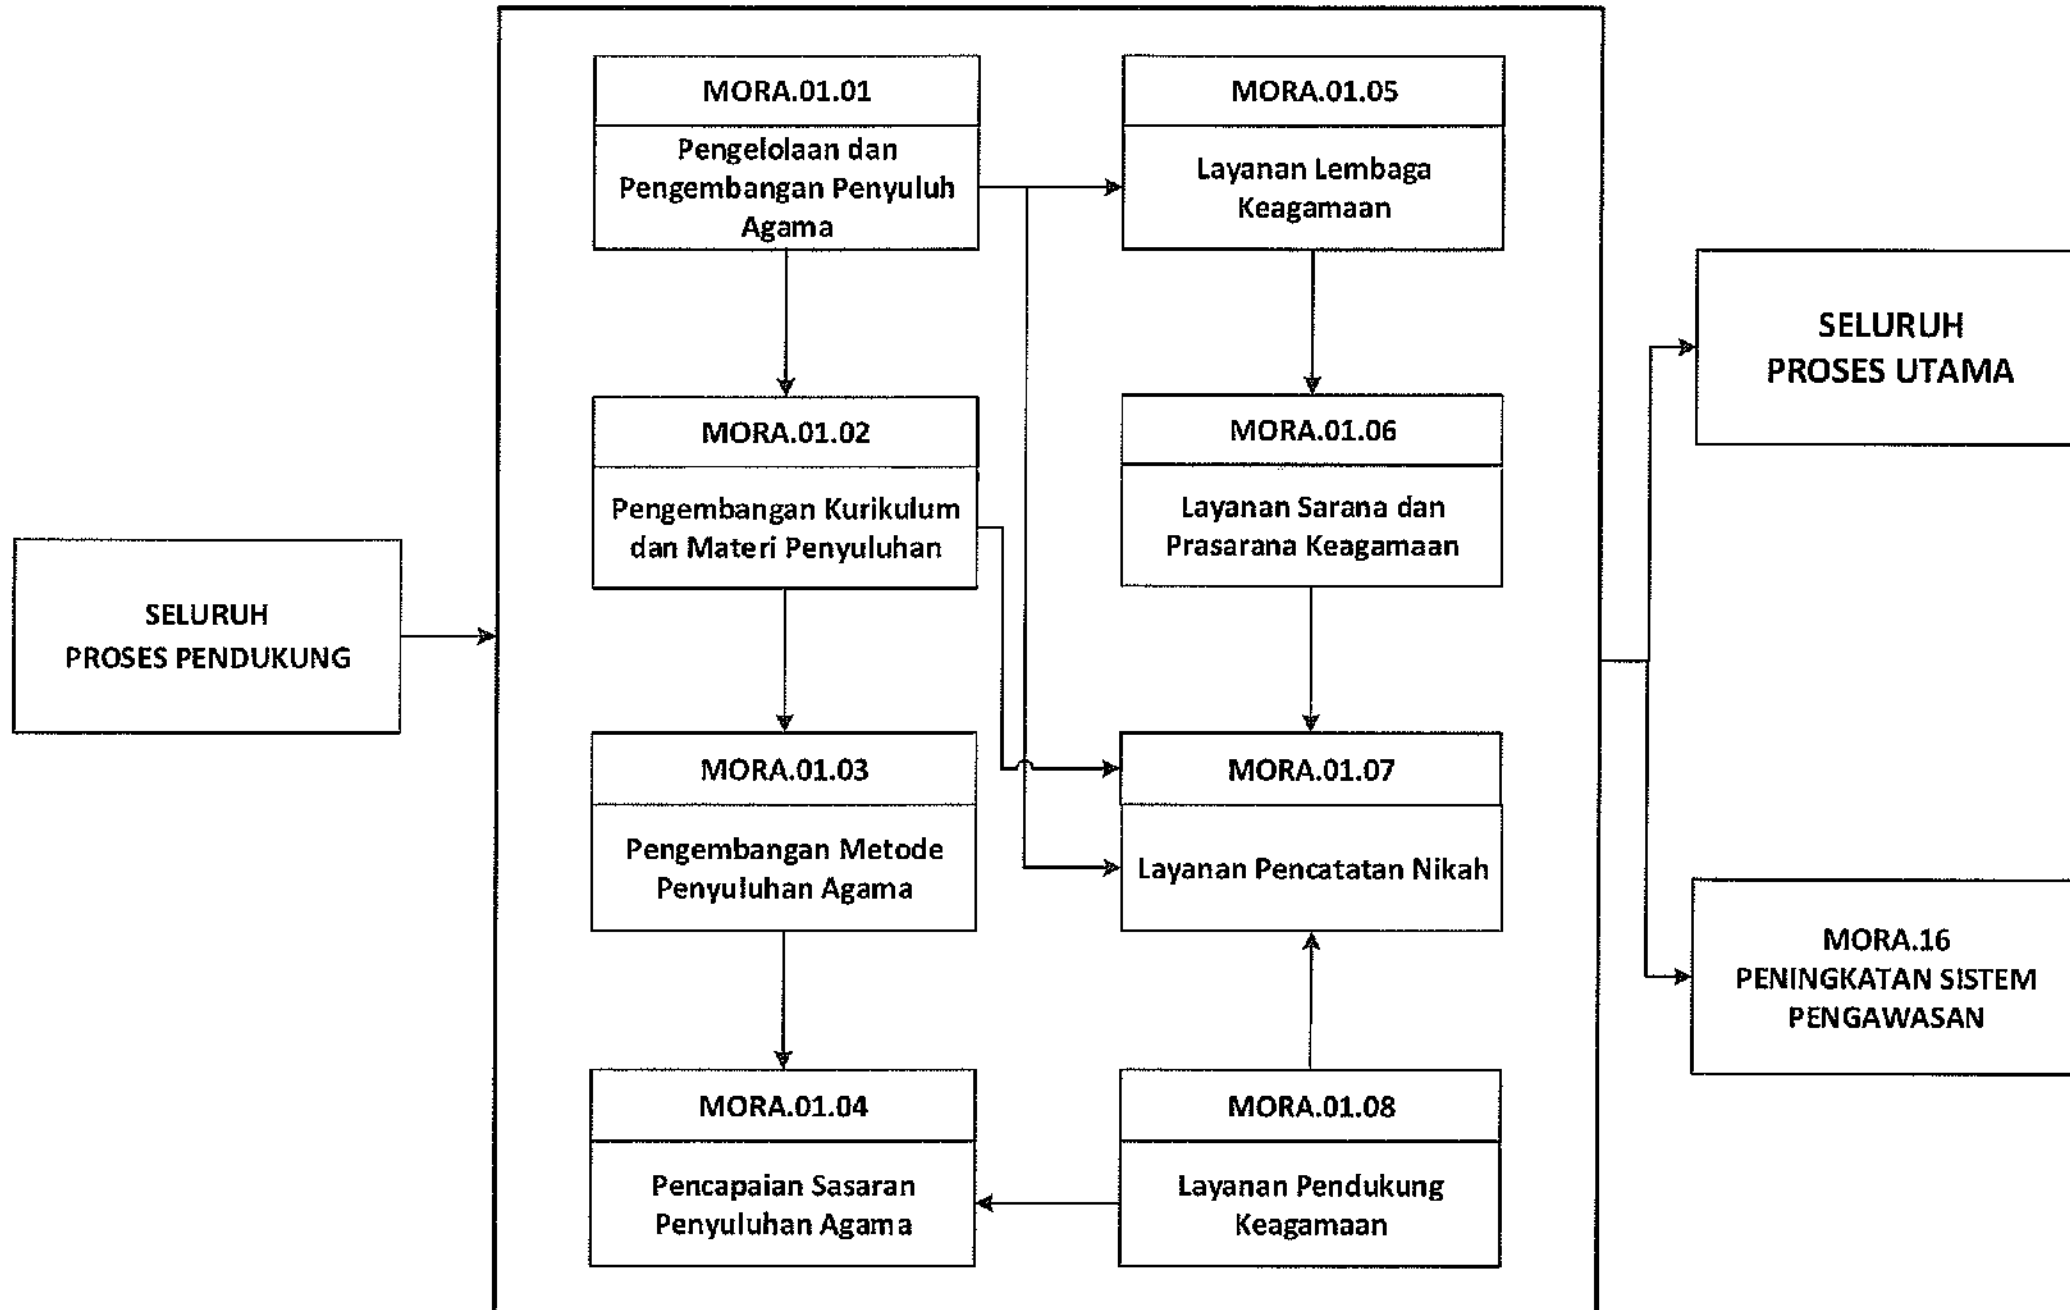 SELURUH
PROSES PENDUKUNG
MORA.01.01
Pengelolaan dan
Pengembangan Penyuluh
Agama
MORA.01.02
Pengembangan Kurikulum
dan Materi Penyuluhan
MORA.01.03
Pengembangan Metode
Penyuluhan Agama
MORA.01.04
Pencapaian Sasaran
Penyuluhan Agama
MORA.01.05
Layanan Lembaga
Keagamaan
MORA.01.06
Layanan Sarana dan
Prasarana Keagamaan
MORA.01.07
Layanan Pencatatan Nikah
MORA.01.08
Layanan Pendukung
Keagamaan
SELURUH
PROSES UTAMA
MORA.16
PENINGKATAN SISTEM
PENGAWASAN